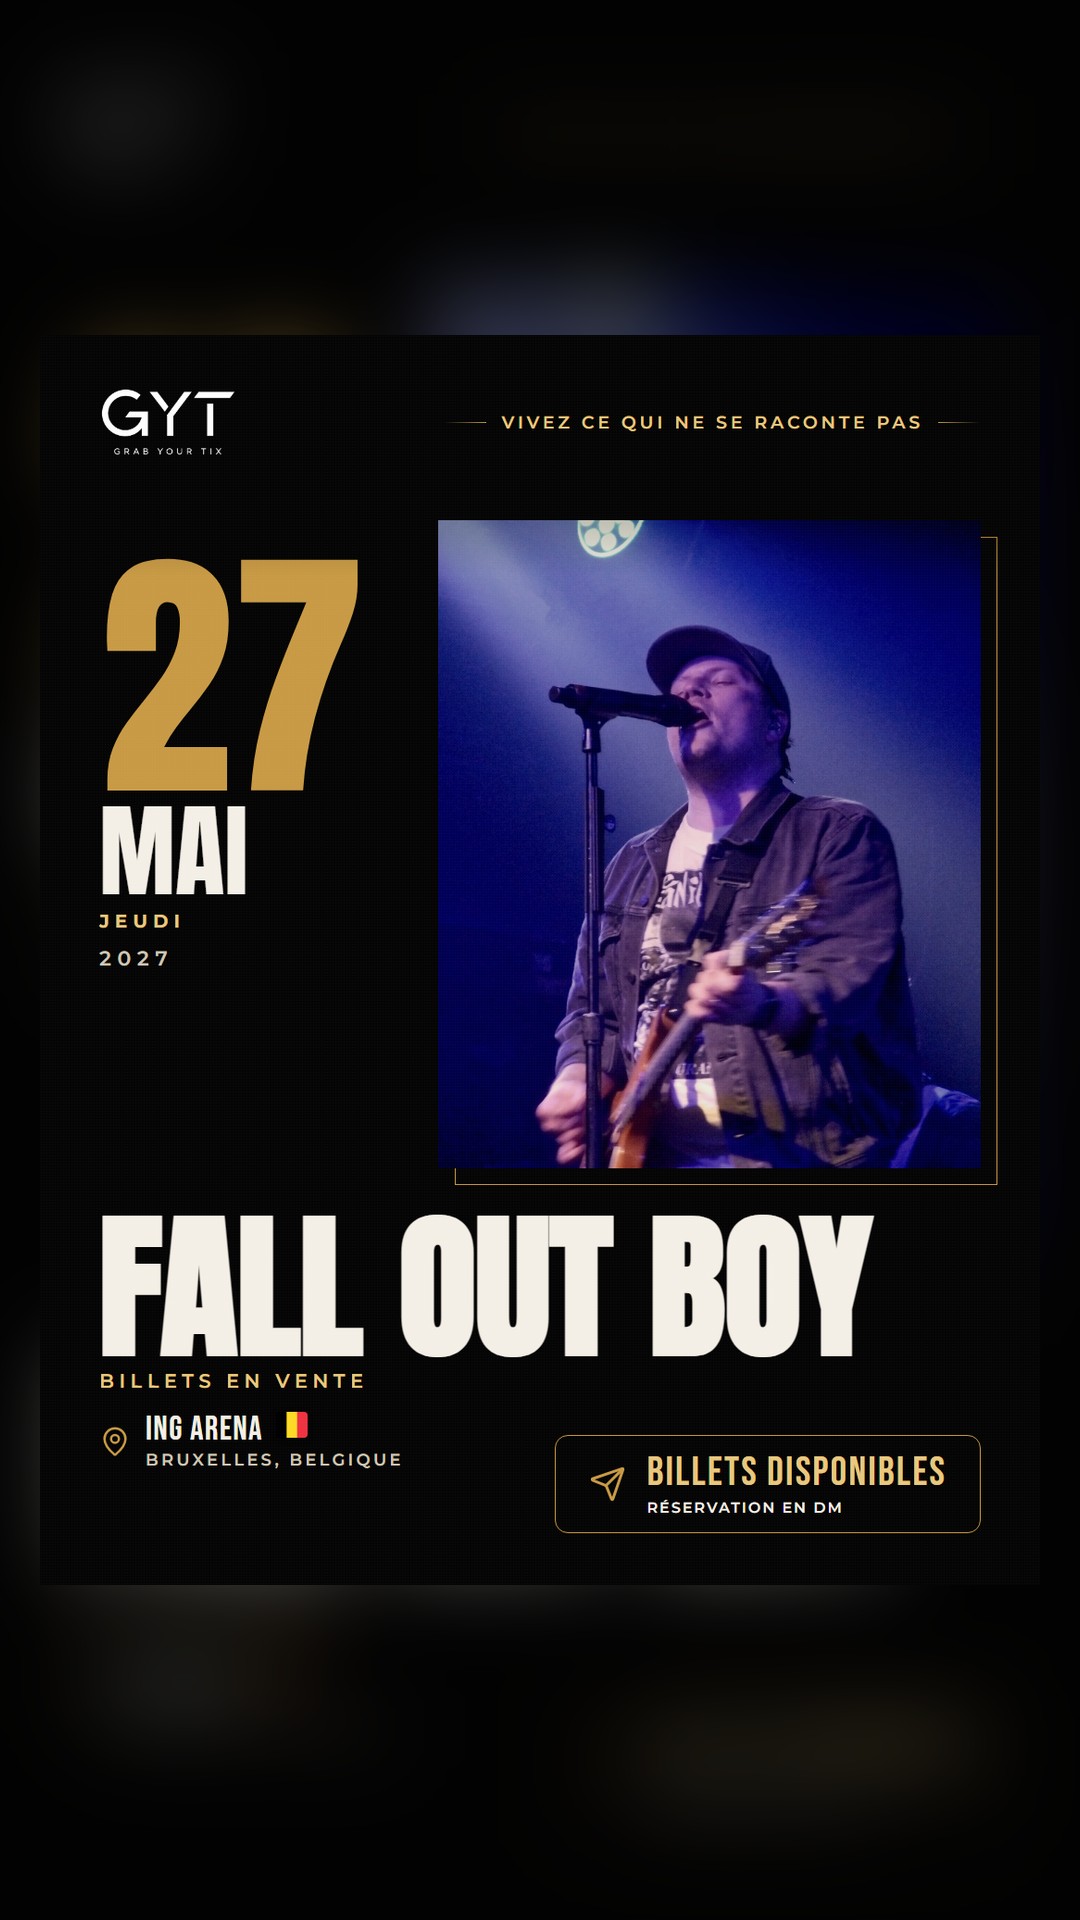 GYT
GRAB YOUR TIX
VIVEZ CE QUI NE SE RACONTE PAS
27
MAI
JEUDI
2027
FALL OUT BOY
BILLETS EN VENTE
ING ARENA
BRUXELLES, BELGIQUE
BILLETS DISPONIBLES
RÉSERVATION EN DM